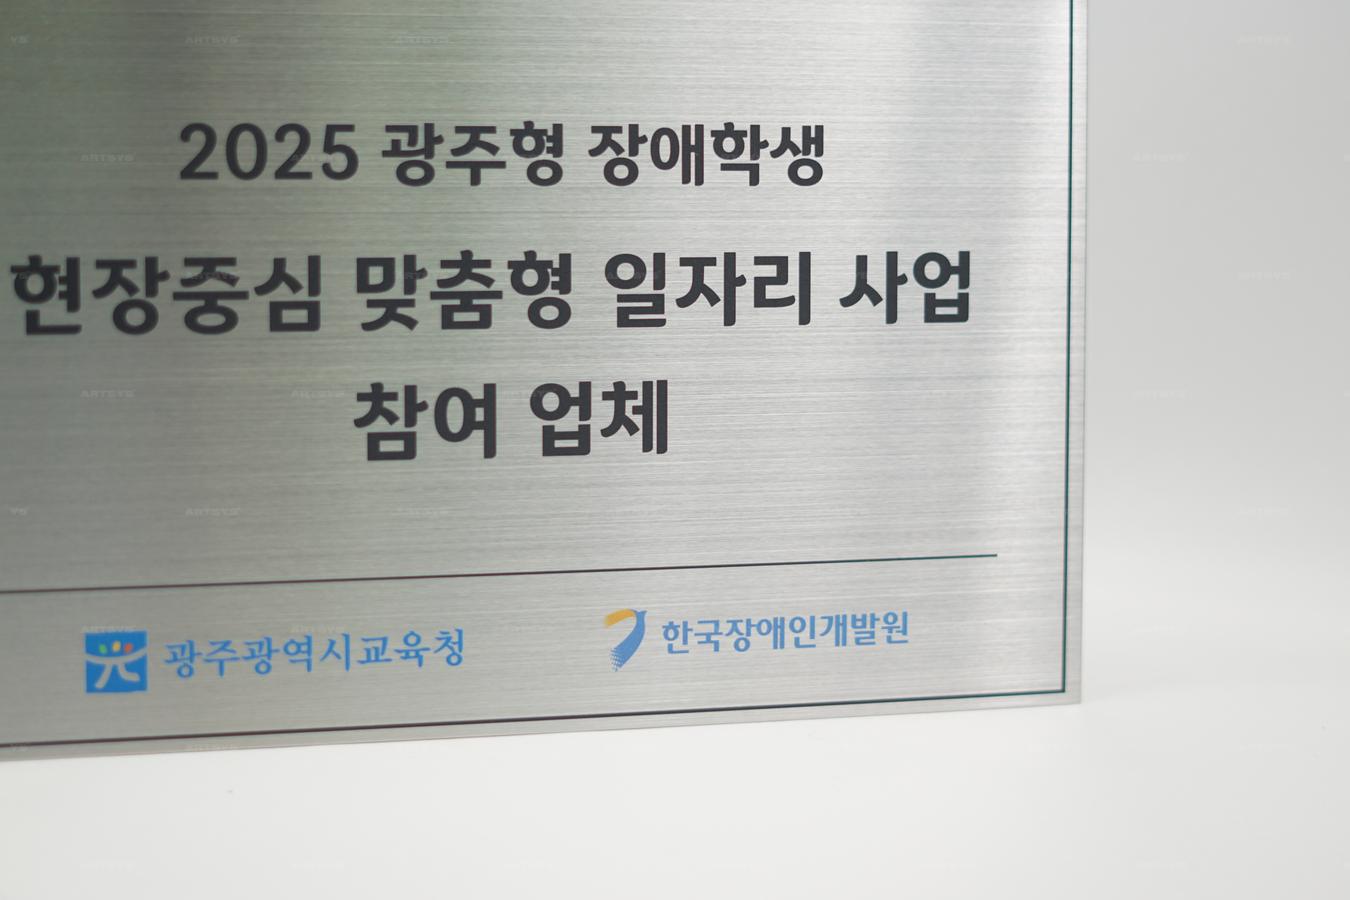 2025 광주형 장애학생
현장중심 맞춤형 일자리 사업
참여 업체
광주광역시교육청
한국장애인개발원
ARTSYS